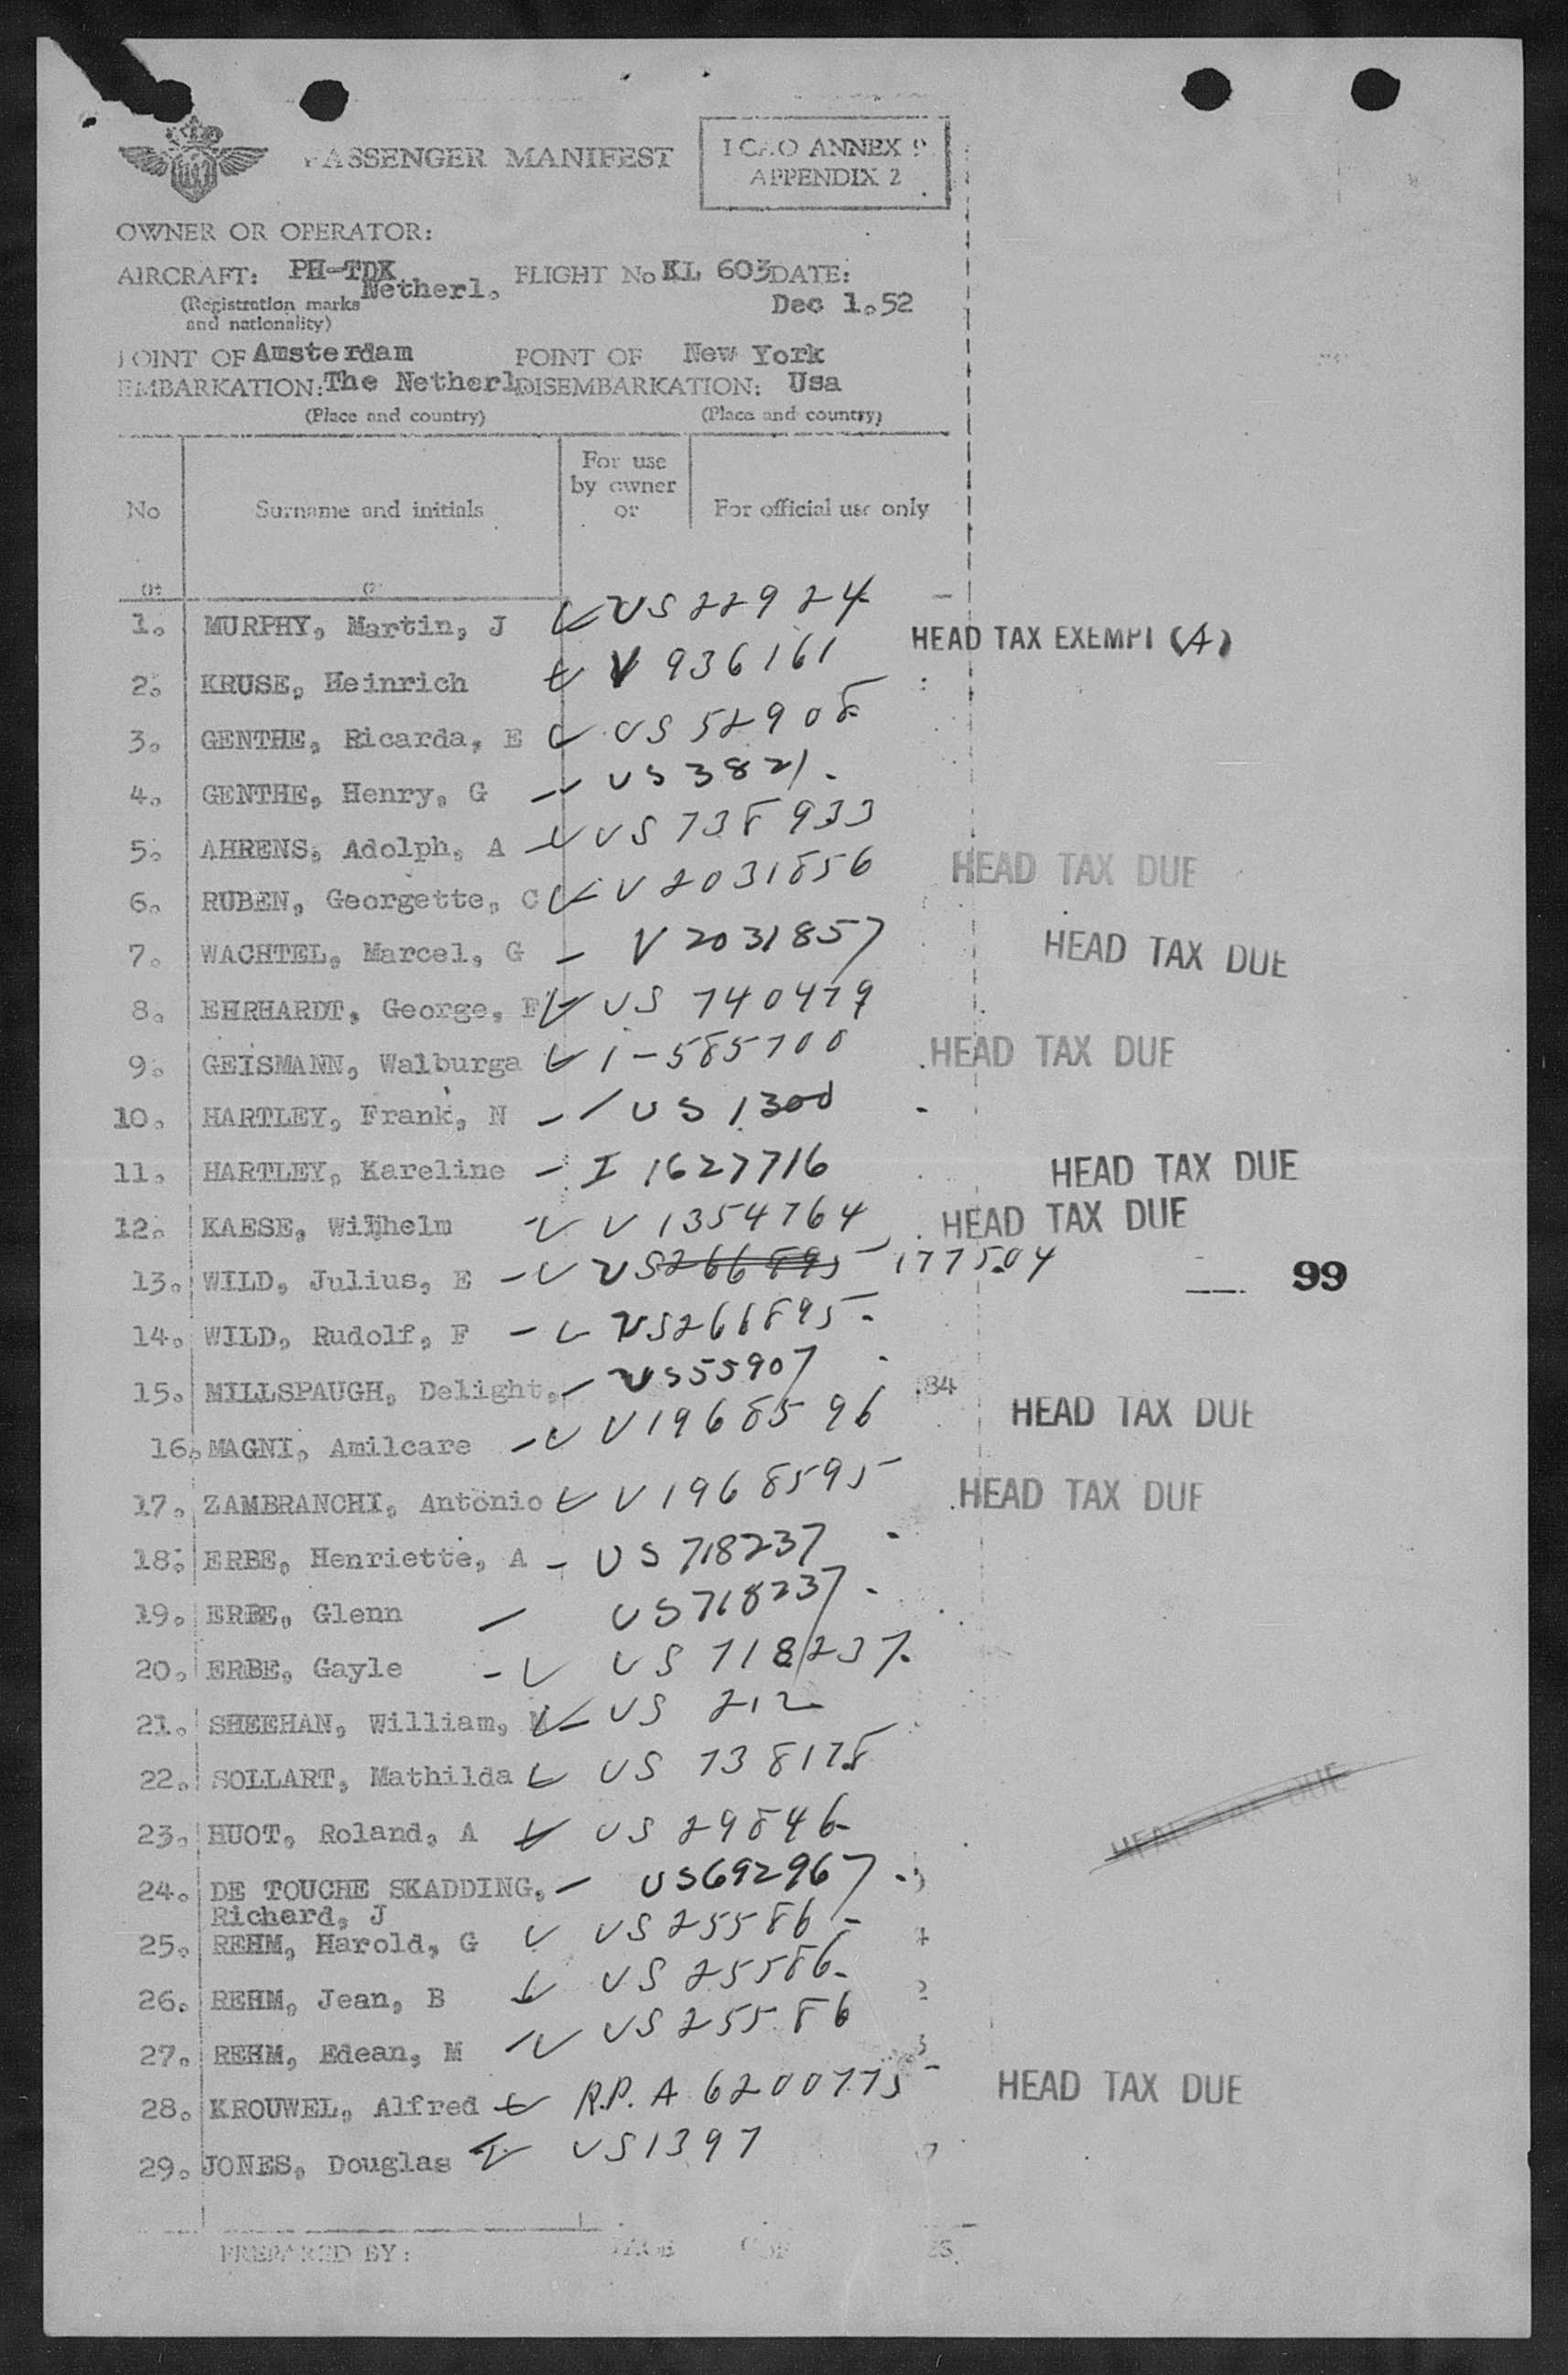 PASSENGER MANIFEST
ICAO ANNEX 9
APPENDIX 2
OWNER OR OPERATOR:
AIRCRAFT: PH-TDK Netherl. FLIGHT No KL 603 DATE:
(Registration marks and nationality) Dec 1.52
POINT OF Amsterdam POINT OF New York
EMBARKATION: The Netherl DISEMBARKATION: Usa
(Place and country) (Place and country)
No Surname and initials For use by owner or For official use only
1. MURPHY, Martin, J US 22924
HEAD TAX EXEMPT (A)
2. KRUSE, Heinrich V 936161
3. GENTHE, Ricarda, E US 52908
4. GENTHE, Henry, G US 3821.
5. AHRENS, Adolph, A US 738933
6. RUBEN, Georgette, C V 2031856 HEAD TAX DUE
7. WACHTEL, Marcel, G V 2031857 HEAD TAX DUE
8. EHRHARDT, George, F US 740479
9. GEISMANN, Walburga I-585708 HEAD TAX DUE
10. HARTLEY, Frank, N US 1300
11. HARTLEY, Kareline I 1627716 HEAD TAX DUE
12. KAESE, Wilhelm V 1354764 HEAD TAX DUE
13. WILD, Julius, E US 266895 177504 99
14. WILD, Rudolf, F US 266895
15. MILLSPAUGH, Delight, US 55907 34
16. MAGNI, Amilcare V 1968596 HEAD TAX DUE
17. ZAMBRANCHI, Antonio V 1968595 HEAD TAX DUE
18. ERBE, Henriette, A US 718237
19. ERBE, Glenn US 718237.
20. ERBE, Gayle US 718237.
21. SHEEHAN, William, M US 212
22. SOLLART, Mathilda US 738178
HEAD TAX DUE
23. HUOT, Roland, A US 29846
24. DE TOUCHE SKADDING, US 692967
Richard, J
25. REHM, Harold, G US 25586
26. REHM, Jean, B US 25586
27. REHM, Edean, M US 25586
28. KROUWEL, Alfred R.P. A 6200775 HEAD TAX DUE
29. JONES, Douglas US 1397
PREPARED BY: PAGE